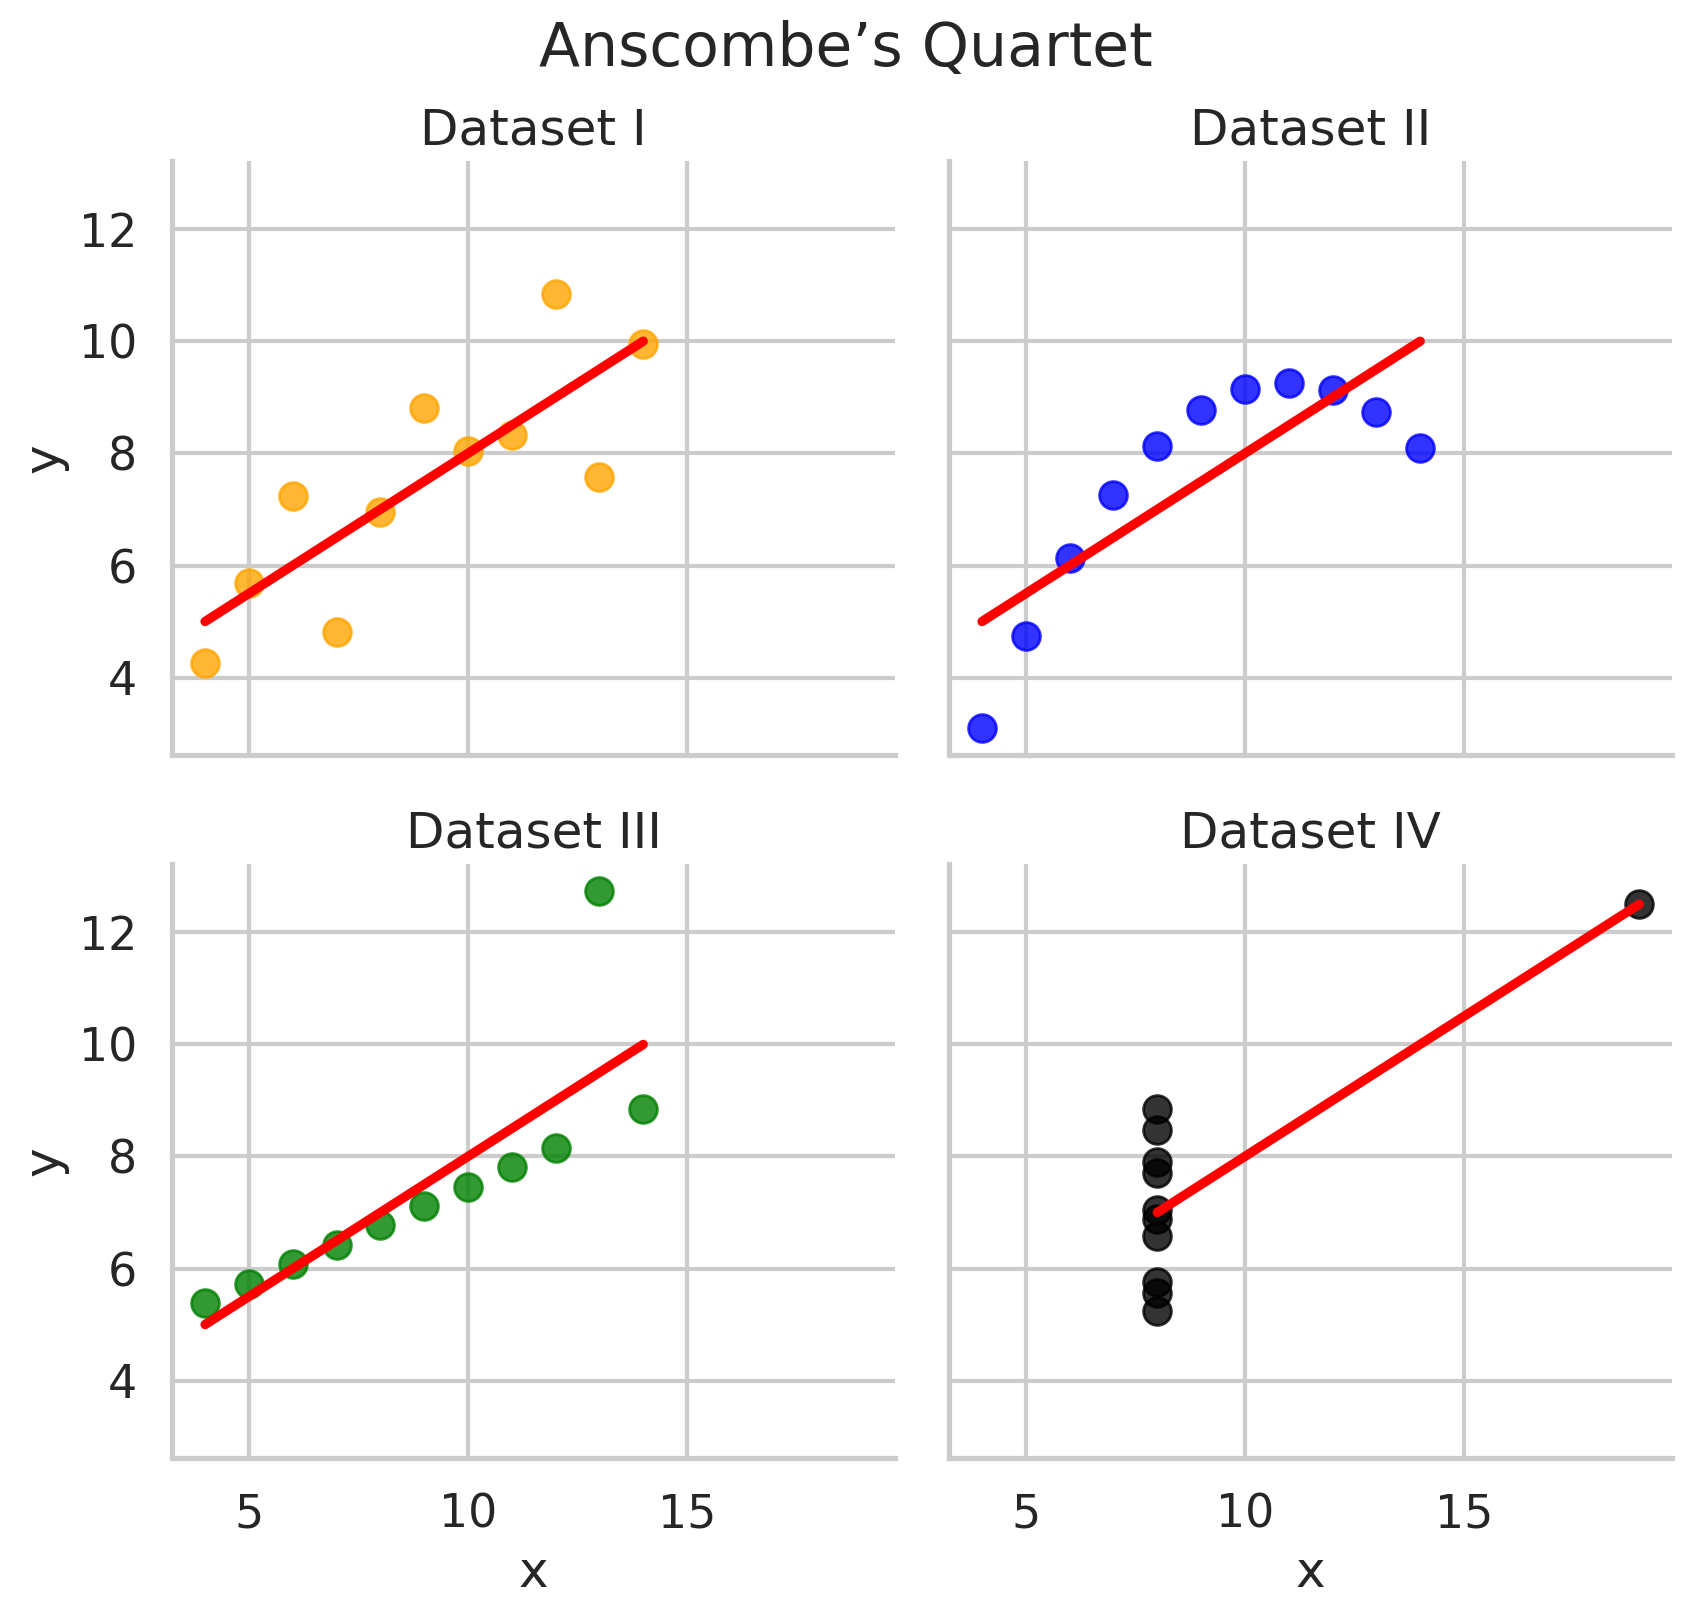 Anscombe’s Quartet
Dataset I
Dataset II
12
10
8
6
4
y
Dataset III
Dataset IV
12
10
8
6
4
y
5 10 15
5 10 15
x
x